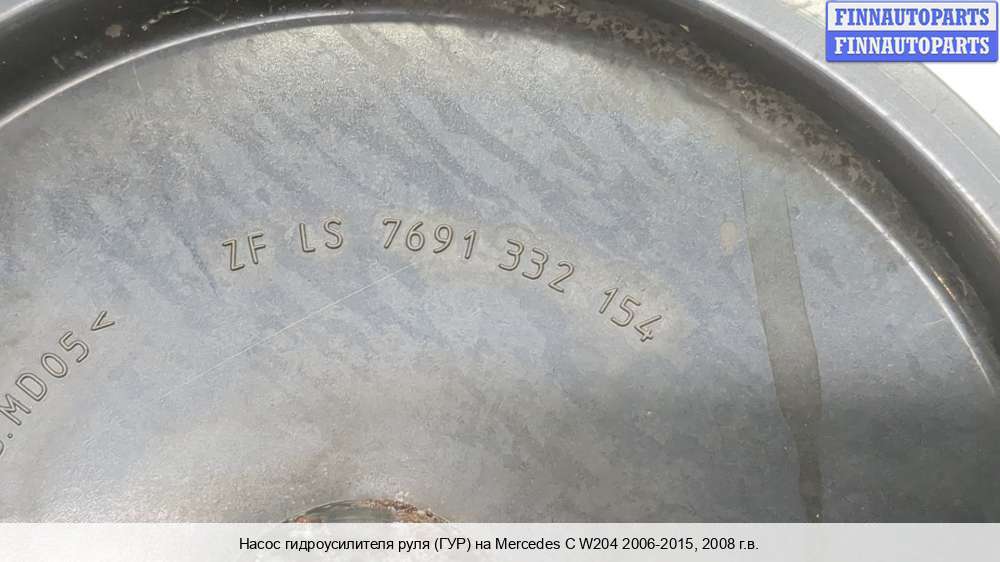 FINNAUTOPARTS
FINNAUTOPARTS
ZF LS 7691 332 154
MD05<
Насос гидроусилителя руля (ГУР) на Mercedes C W204 2006-2015, 2008 г.в.